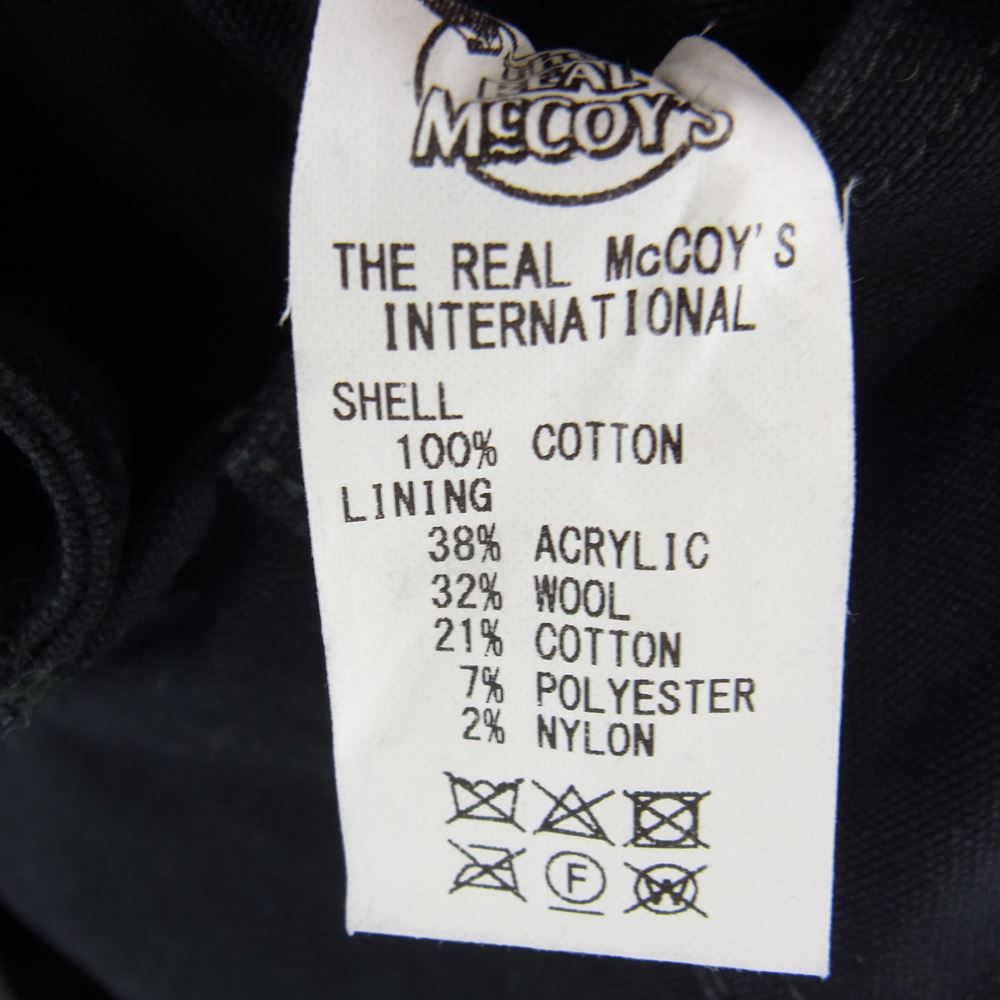 REAL
McCOY'S
THE REAL McCOY'S
INTERNATIONAL
SHELL
100% COTTON
LINING
38% ACRYLIC
32% WOOL
21% COTTON
7% POLYESTER
2% NYLON
F
W